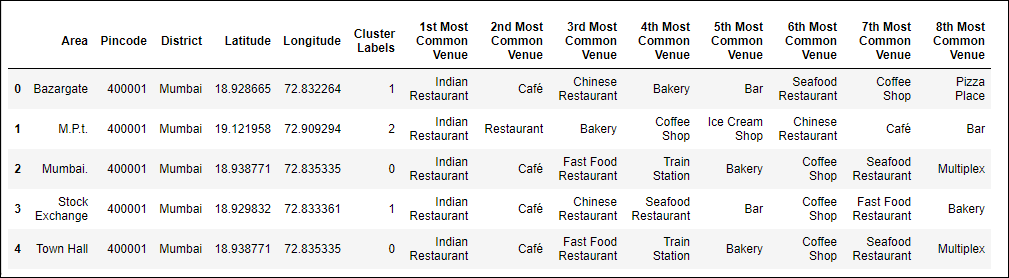 Area Pincode District Latitude Longitude Cluster Labels 1st Most Common Venue 2nd Most Common Venue 3rd Most Common Venue 4th Most Common Venue 5th Most Common Venue 6th Most Common Venue 7th Most Common Venue 8th Most Common Venue
0 Bazargate 400001 Mumbai 18.928665 72.832264 1 Indian Restaurant Café Chinese Restaurant Bakery Bar Seafood Restaurant Coffee Shop Pizza Place
1 M.P.t. 400001 Mumbai 19.121958 72.909294 2 Indian Restaurant Restaurant Bakery Coffee Shop Ice Cream Shop Chinese Restaurant Café Bar
2 Mumbai. 400001 Mumbai 18.938771 72.835335 0 Indian Restaurant Café Fast Food Restaurant Train Station Bakery Coffee Shop Seafood Restaurant Multiplex
3 Stock Exchange 400001 Mumbai 18.929832 72.833361 1 Indian Restaurant Café Chinese Restaurant Seafood Restaurant Bar Coffee Shop Fast Food Restaurant Bakery
4 Town Hall 400001 Mumbai 18.938771 72.835335 0 Indian Restaurant Café Fast Food Restaurant Train Station Bakery Coffee Shop Seafood Restaurant Multiplex